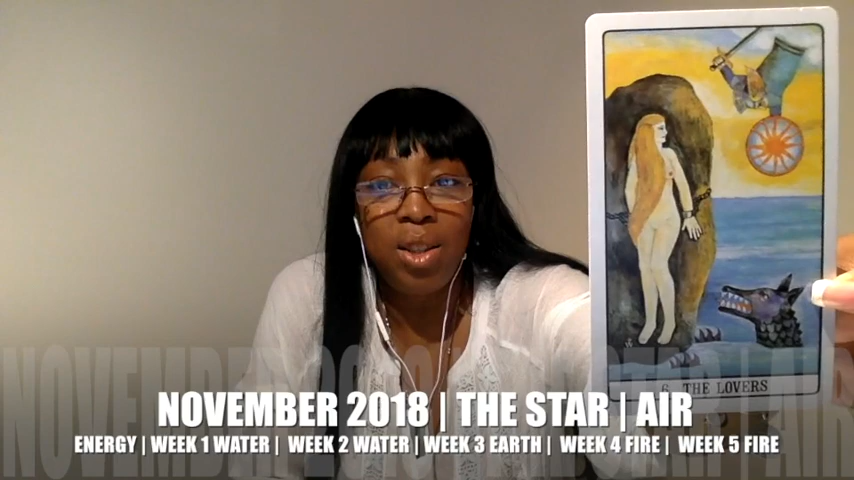 6 THE LOVERS
NOVEMBER 2018 | THE STAR | AIR
ENERGY | WEEK 1 WATER | WEEK 2 WATER | WEEK 3 EARTH | WEEK 4 FIRE | WEEK 5 FIRE